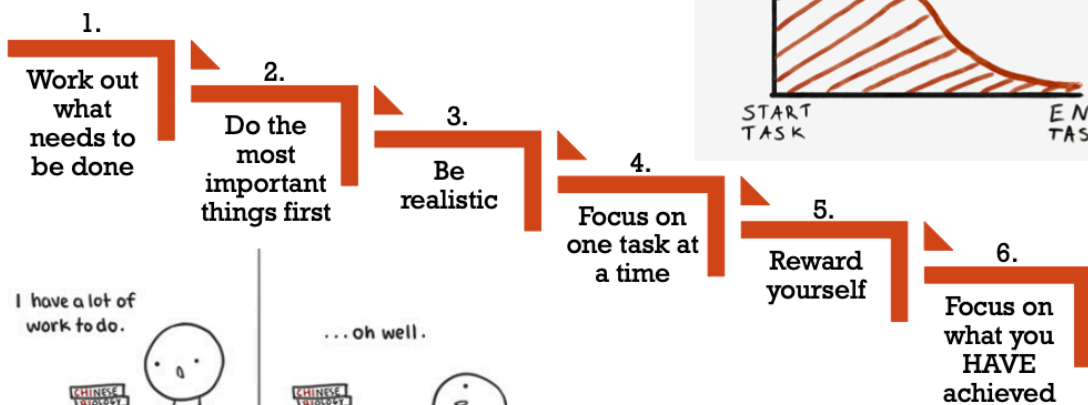 1.
Work out
what
needs to
be done
2.
Do the
most
important
things first
3.
Be
realistic
4.
Focus on
one task at
a time
5.
Reward
yourself
6.
Focus on
what you
HAVE
achieved
START
TASK
I have a lot of
work to do.
CHINESE
BIOLOGY
...oh well.
CHINESE
BIOLOGY